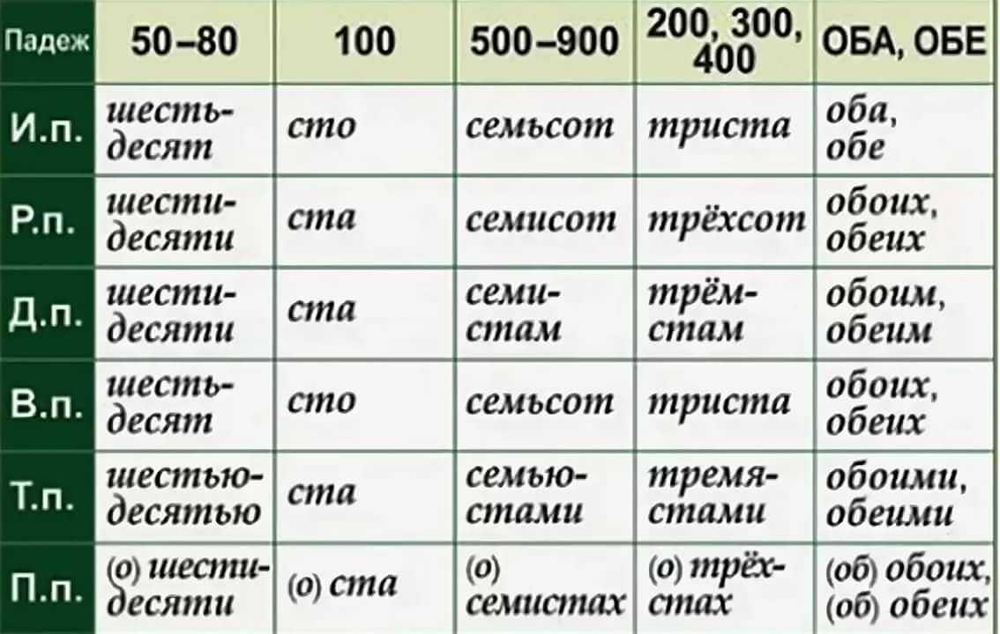 Падеж 50–80 100 500–900 200, 300, 400 ОБА, ОБЕ
И.п. шесть-десят сто семьсот триста оба, обе
Р.п. шести-десяти ста семисот трёхсот обоих, обеих
Д.п. шести-десяти ста семи-стам трём-стам обоим, обеим
В.п. шесть-десят сто семьсот триста обоих, обеих
Т.п. шестью-десятью ста семью-стами тремя-стами обоими, обеими
П.п. (о) шести-десяти (о) ста (о) семистах (о) трёх-стах (об) обоих, (об) обеих